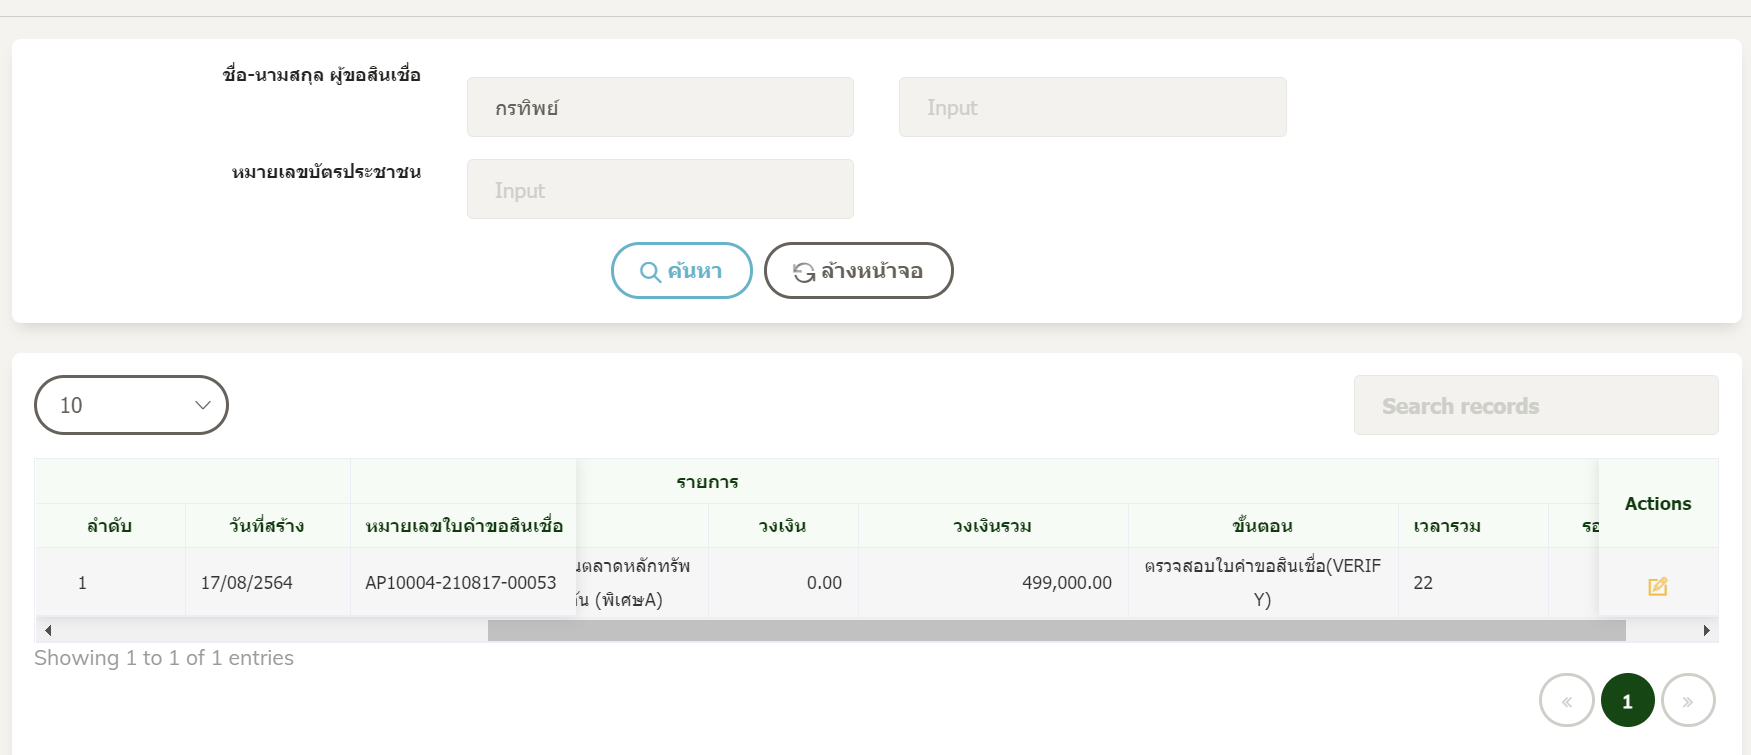 ชื่อ-นามสกุล ผู้ขอสินเชื่อ
กรทิพย์
Input
หมายเลขบัตรประชาชน
Input
ค้นหา
ล้างหน้าจอ
10
Search records
รายการ
Actions
ลำดับ
วันที่สร้าง
หมายเลขใบคำขอสินเชื่อ
วงเงิน
วงเงินรวม
ขั้นตอน
เวลารวม
1
17/08/2564
AP10004-210817-00053
นตลาดหลักทรัพ
(พิเศษA)
0.00
499,000.00
ตรวจสอบใบคำขอสินเชื่อ(VERIF
Y)
22
Showing 1 to 1 of 1 entries
«
1
»